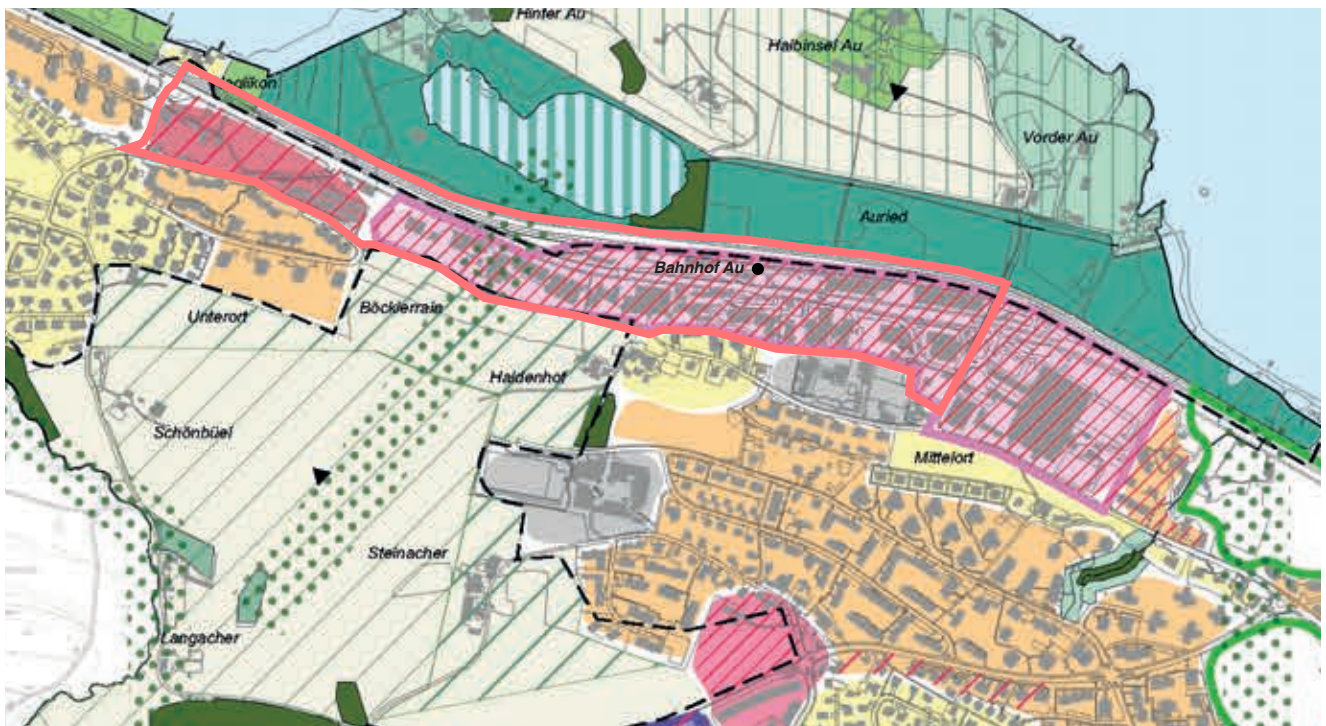 Hinter Au
Halbinsel Au
Vorder Au
Auried
Bahnhof Au
Böcklerrain
Unterort
Haldenhof
Schönbüel
Mittelort
Steinacher
Langacher